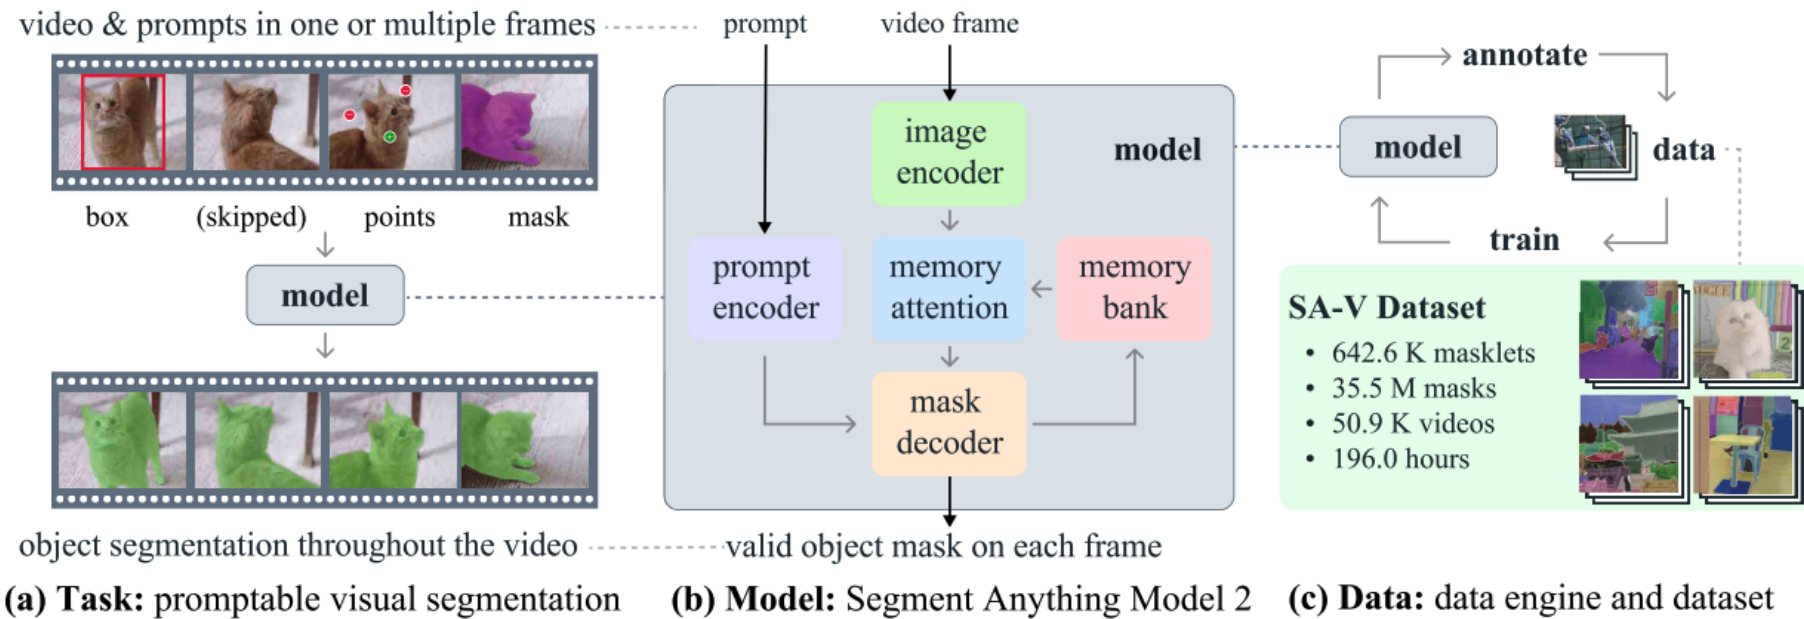 video & prompts in one or multiple frames
box
(skipped)
points
mask
model
object segmentation throughout the video
(a) Task: promptable visual segmentation
prompt
video frame
image
encoder
model
prompt
encoder
memory
attention
memory
bank
mask
decoder
valid object mask on each frame
(b) Model: Segment Anything Model 2
annotate
model
data
train
SA-V Dataset
• 642.6 K masklets
• 35.5 M masks
• 50.9 K videos
• 196.0 hours
VOGUE
2
(c) Data: data engine and dataset